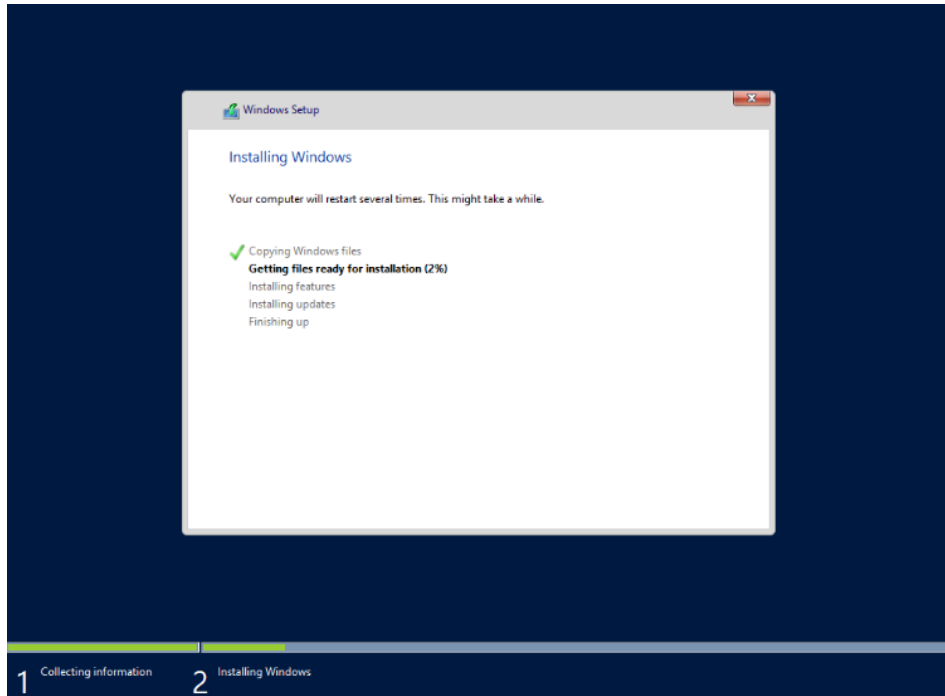 Windows Setup
Installing Windows
Your computer will restart several times. This might take a while.
Copying Windows files
Getting files ready for installation (2%)
Installing features
Installing updates
Finishing up
1 Collecting information
2 Installing Windows